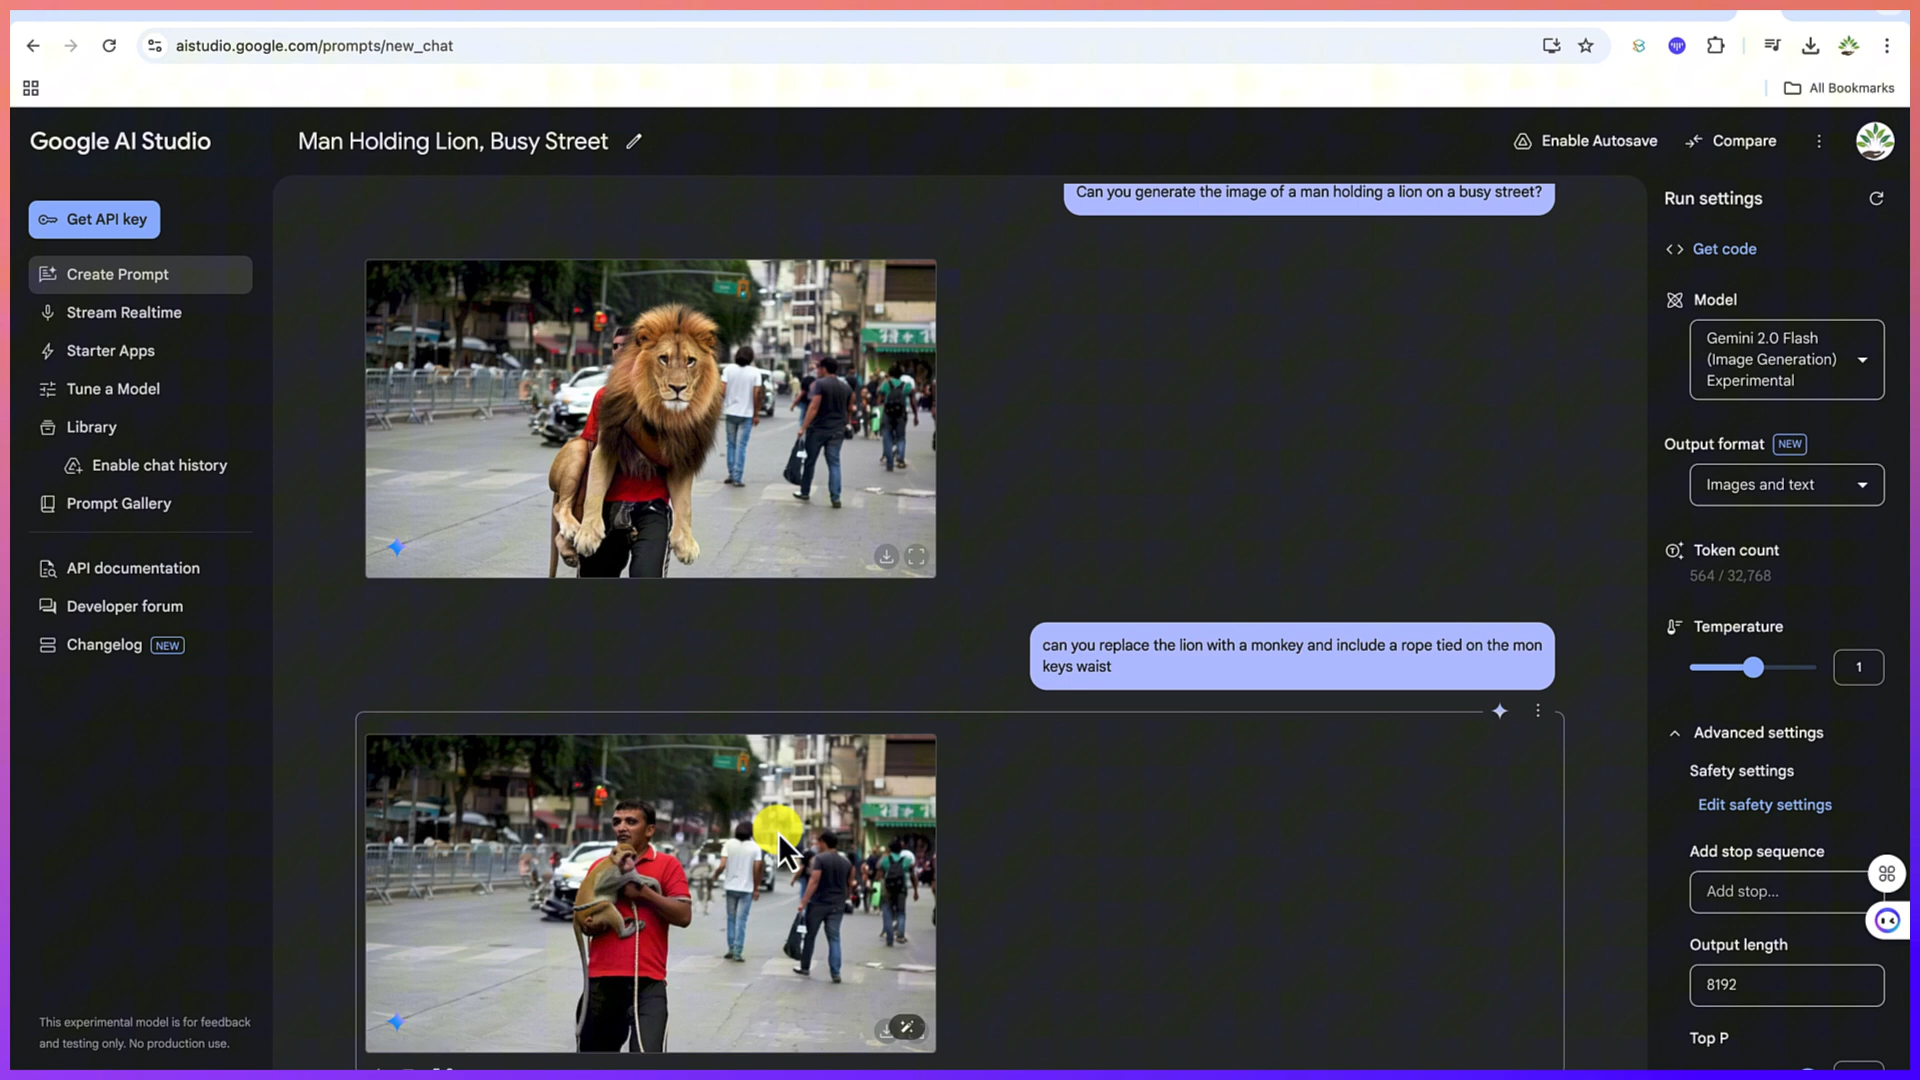 aistudio.google.com/prompts/new_chat
All Bookmarks
Google AI Studio
Man Holding Lion, Busy Street
Enable Autosave
Compare
Get API key
Create Prompt
Stream Realtime
Starter Apps
Tune a Model
Library
Enable chat history
Prompt Gallery
API documentation
Developer forum
Changelog NEW
This experimental model is for feedback
and testing only. No production use.
Can you generate the image of a man holding a lion on a busy street?
can you replace the lion with a monkey and include a rope tied on the mon
keys waist
Run settings
Get code
Model
Gemini 2.0 Flash
(Image Generation)
Experimental
Output format NEW
Images and text
Token count
564 / 32,768
Temperature
1
Advanced settings
Safety settings
Edit safety settings
Add stop sequence
Add stop...
Output length
8192
Top P